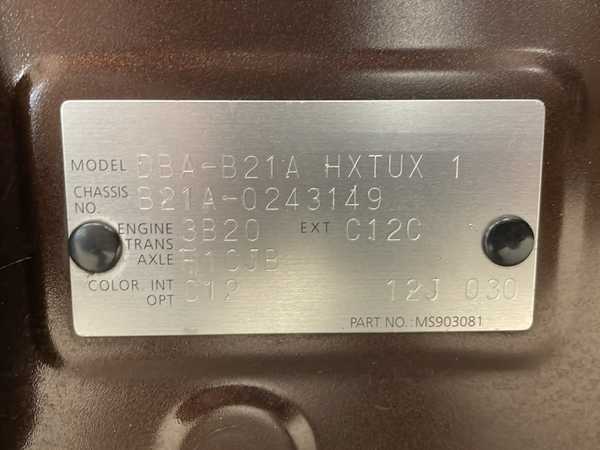 MODEL DBA-B21A HXTUX 1
CHASSIS NO. B21A-0243149
ENGINE 3B20 EXT C12C
TRANS AXLE F1CJB
COLOR. INT C12
OPT 12J 030
PART NO.: MS903081